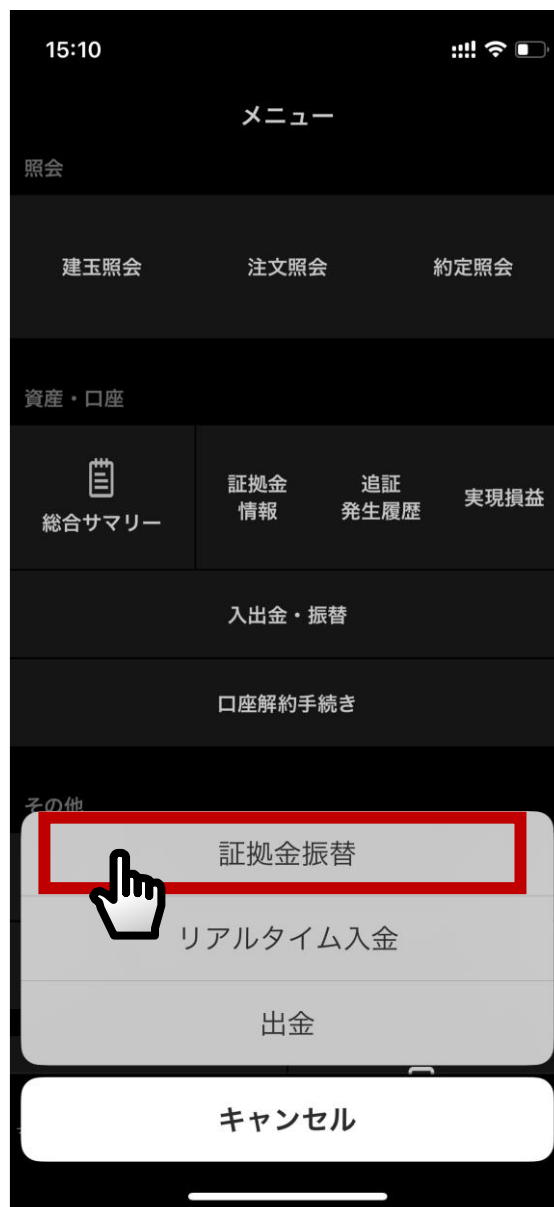 15:10
メニュー
照会
建玉照会
注文照会
約定照会
資産・口座
総合サマリー
証拠金
情報
追証
発生履歴
実現損益
入出金・振替
口座解約手続き
その他
証拠金振替
リアルタイム入金
出金
キャンセル